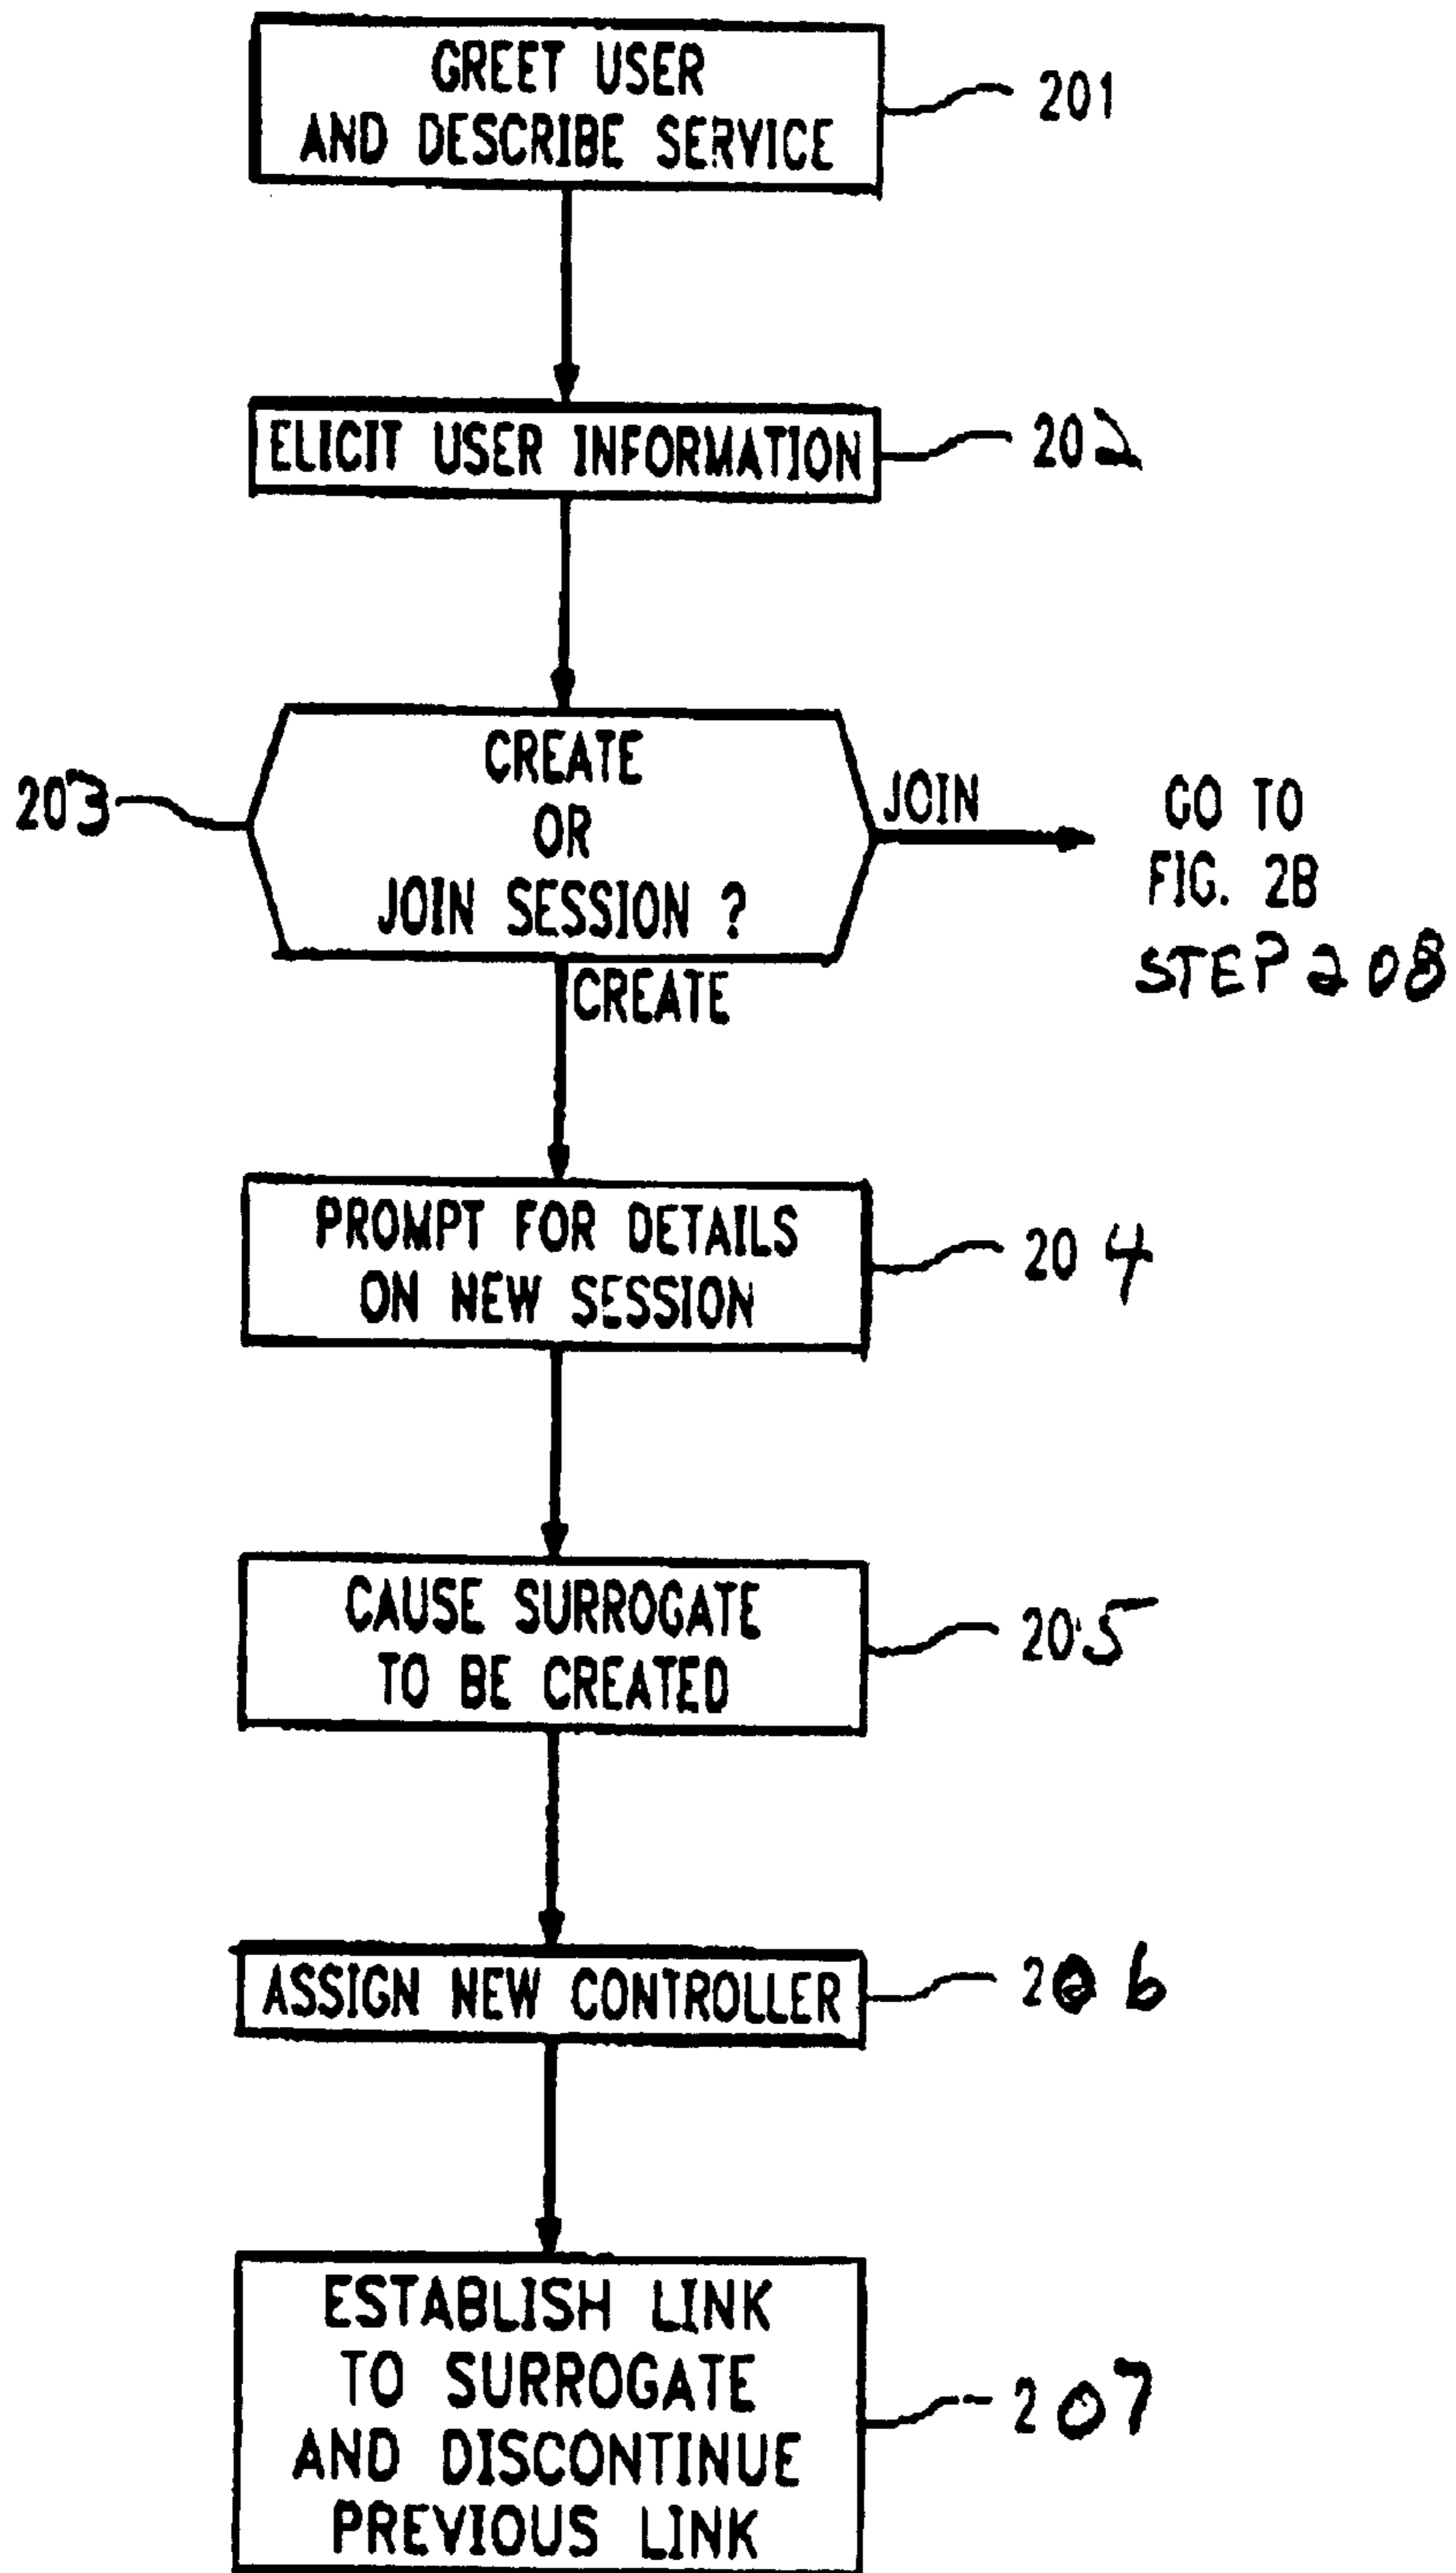 GREET USER
AND DESCRIBE SERVICE
201
ELICIT USER INFORMATION
202
CREATE
OR
JOIN SESSION ?
203
JOIN
GO TO
FIG. 2B
STEP 208
CREATE
PROMPT FOR DETAILS
ON NEW SESSION
204
CAUSE SURROGATE
TO BE CREATED
205
ASSIGN NEW CONTROLLER
206
ESTABLISH LINK
TO SURROGATE
AND DISCONTINUE
PREVIOUS LINK
207